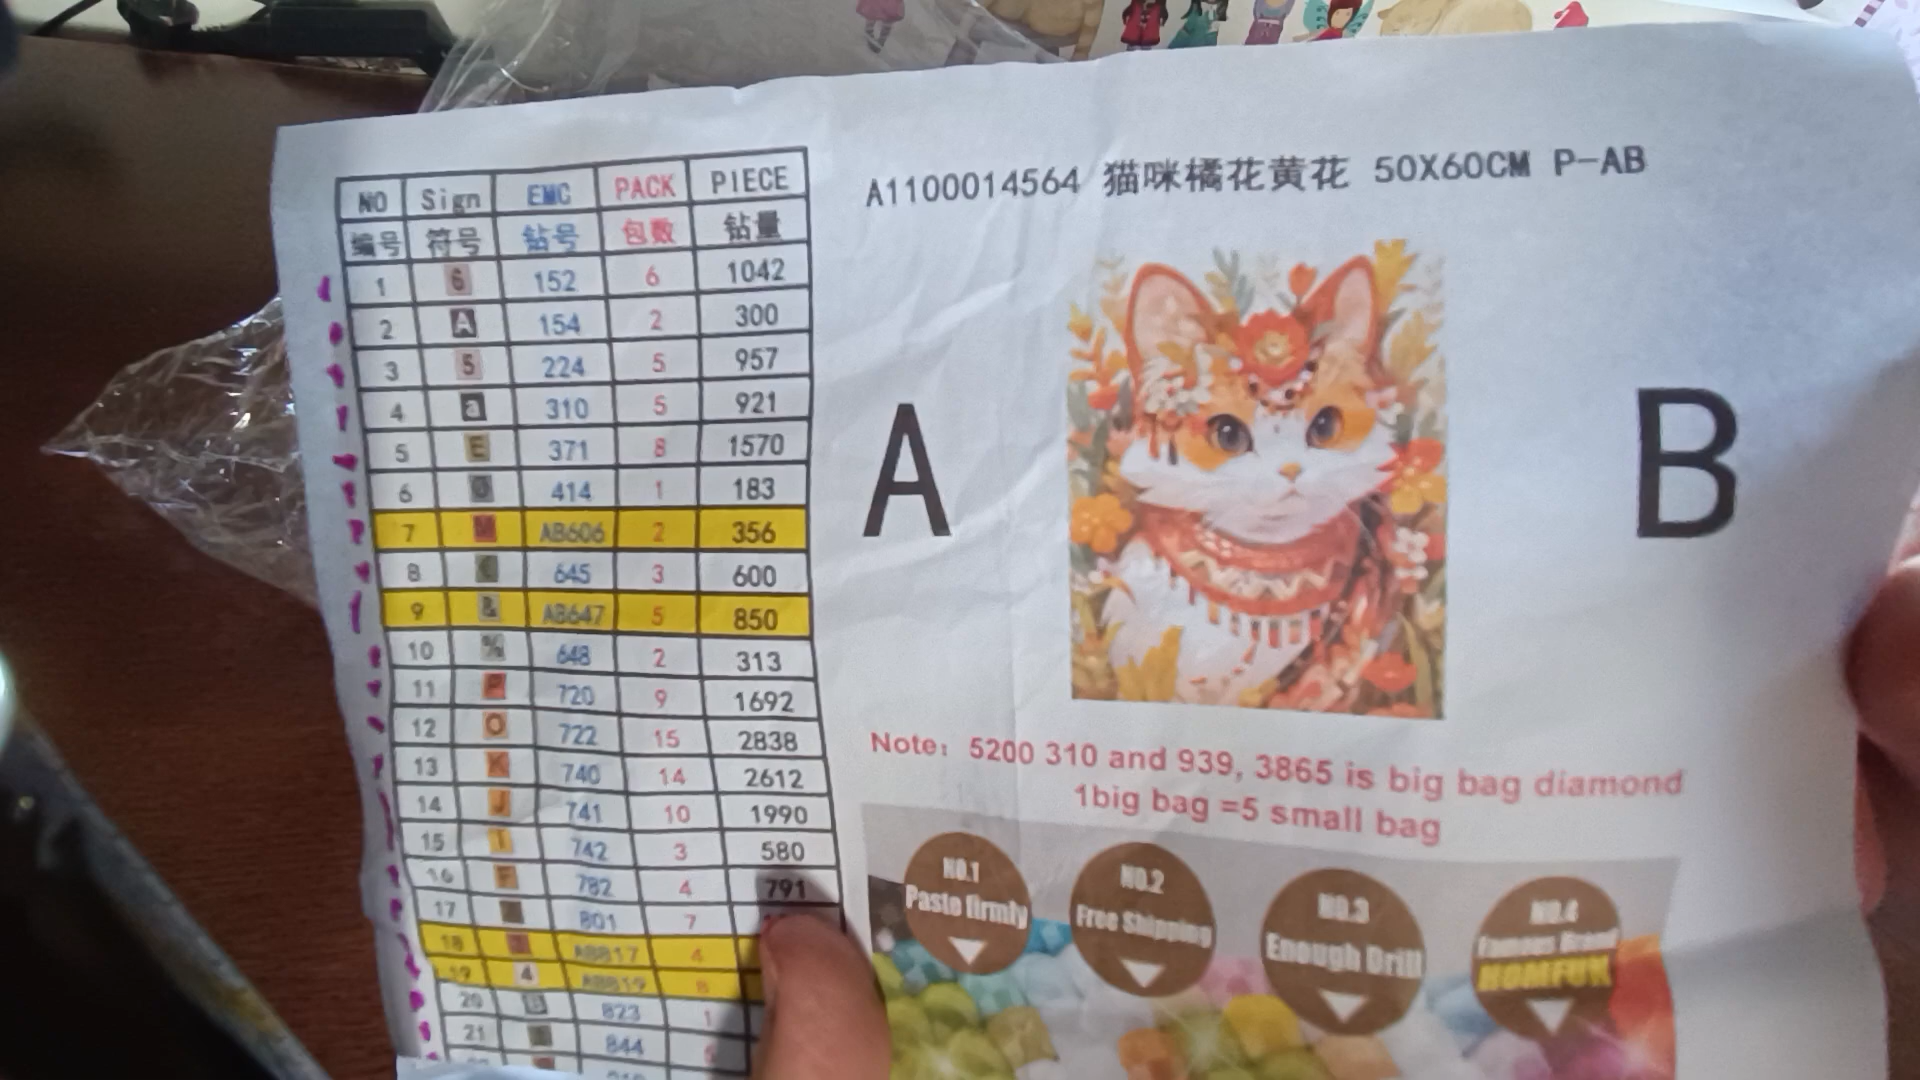 A1100014564 猫咪橘花黄花 50X60CM P-AB
NO Sign EMC PACK PIECE
编号 符号 钻号 包数 钻量
1 6 152 6 1042
2 A 154 2 300
3 5 224 5 957
4 a 310 5 921
5 E 371 8 1570
6 414 1 183
7 M AB606 2 356
8 645 3 600
9 & AB647 5 850
10 % 648 2 313
11 P 720 9 1692
12 O 722 15 2838
13 K 740 14 2612
14 J 741 10 1990
15 I 742 3 580
16 F 782 4 791
17 801 7
18 AB817 4
19 4 AB819 8
20 823 1
21 844
A
B
Note: 5200 310 and 939, 3865 is big bag diamond
1big bag =5 small bag
NO.1
Paste firmly
NO.2
Free Shipping
NO.3
Enough Drill
NO.4
Famous Brand
HOMFUN